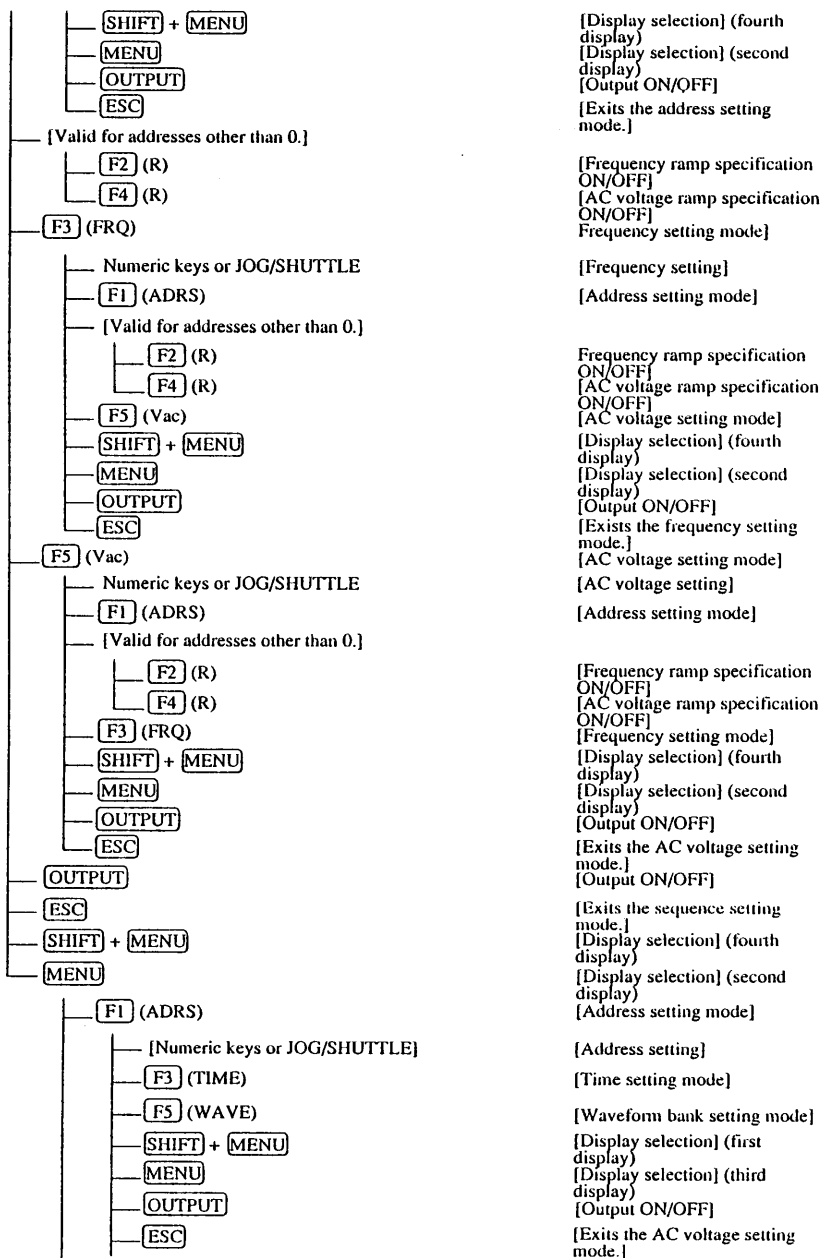 SHIFT + MENU [Display selection] (fourth
display)
MENU [Display selection] (second
display)
OUTPUT [Output ON/OFF]
ESC [Exits the address setting
mode.]
[Valid for addresses other than 0.]
F2 (R) [Frequency ramp specification
ON/OFF]
F4 (R) [AC voltage ramp specification
ON/OFF]
F3 (FRQ) Frequency setting mode]
Numeric keys or JOG/SHUTTLE [Frequency setting]
F1 (ADRS) [Address setting mode]
[Valid for addresses other than 0.]
F2 (R) Frequency ramp specification
ON/OFF]
F4 (R) [AC voltage ramp specification
ON/OFF]
F5 (Vac) [AC voltage setting mode]
SHIFT + MENU [Display selection] (fourth
display)
MENU [Display selection] (second
display)
OUTPUT [Output ON/OFF]
ESC [Exists the frequency setting
mode.]
F5 (Vac) [AC voltage setting mode]
Numeric keys or JOG/SHUTTLE [AC voltage setting]
F1 (ADRS) [Address setting mode]
[Valid for addresses other than 0.]
F2 (R) [Frequency ramp specification
ON/OFF]
F4 (R) [AC voltage ramp specification
ON/OFF]
F3 (FRQ) [Frequency setting mode]
SHIFT + MENU [Display selection] (fourth
display)
MENU [Display selection] (second
display)
OUTPUT [Output ON/OFF]
ESC [Exits the AC voltage setting
mode.]
OUTPUT [Output ON/OFF]
ESC [Exits the sequence setting
mode.]
SHIFT + MENU [Display selection] (fourth
display)
MENU [Display selection] (second
display)
F1 (ADRS) [Address setting mode]
[Numeric keys or JOG/SHUTTLE] [Address setting]
F3 (TIME) [Time setting mode]
F5 (WAVE) [Waveform bank setting mode]
SHIFT + MENU [Display selection] (first
display)
MENU [Display selection] (third
display)
OUTPUT [Output ON/OFF]
ESC [Exits the AC voltage setting
mode.]